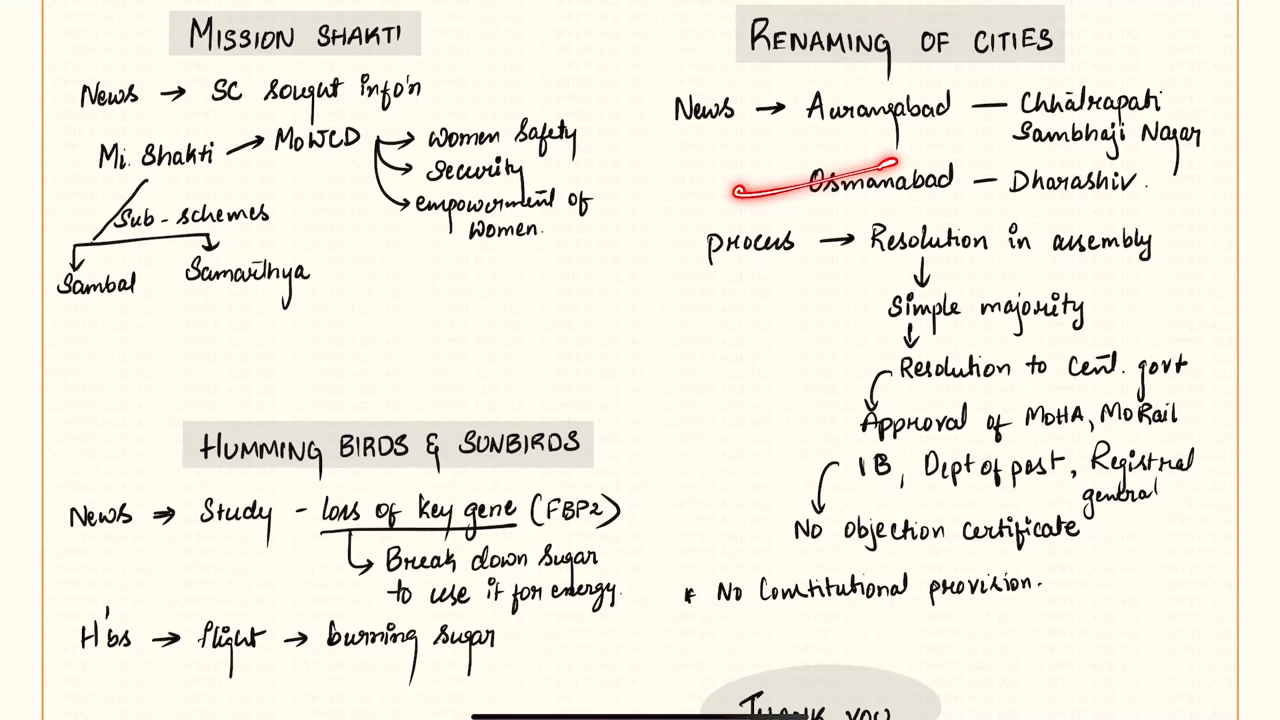 MISSION SHAKTI
News → SC sought info'n
Mi. Shakti → MoWCD → Women Safety
→ Security
→ empowerment of
Women.
Sub-schemes
Sambal
Samarthya
HUMMING BIRDS & SUNBIRDS
News ⇒ Study - loss of key gene (FBP2)
↳ Break down Sugar
to use it for energy.
H'bs → flight → burning sugar
RENAMING OF CITIES
News → Aurangabad — Chhatrapati
Sambhaji Nagar
Osmanabad — Dharashiv.
process → Resolution in assembly
↓
Simple majority
↓
Resolution to Cent. govt
Approval of MoHA, MoRail
IB, Dept of post, Registral
general
No objection certificate
* No Constitutional provision.
THANK YOU